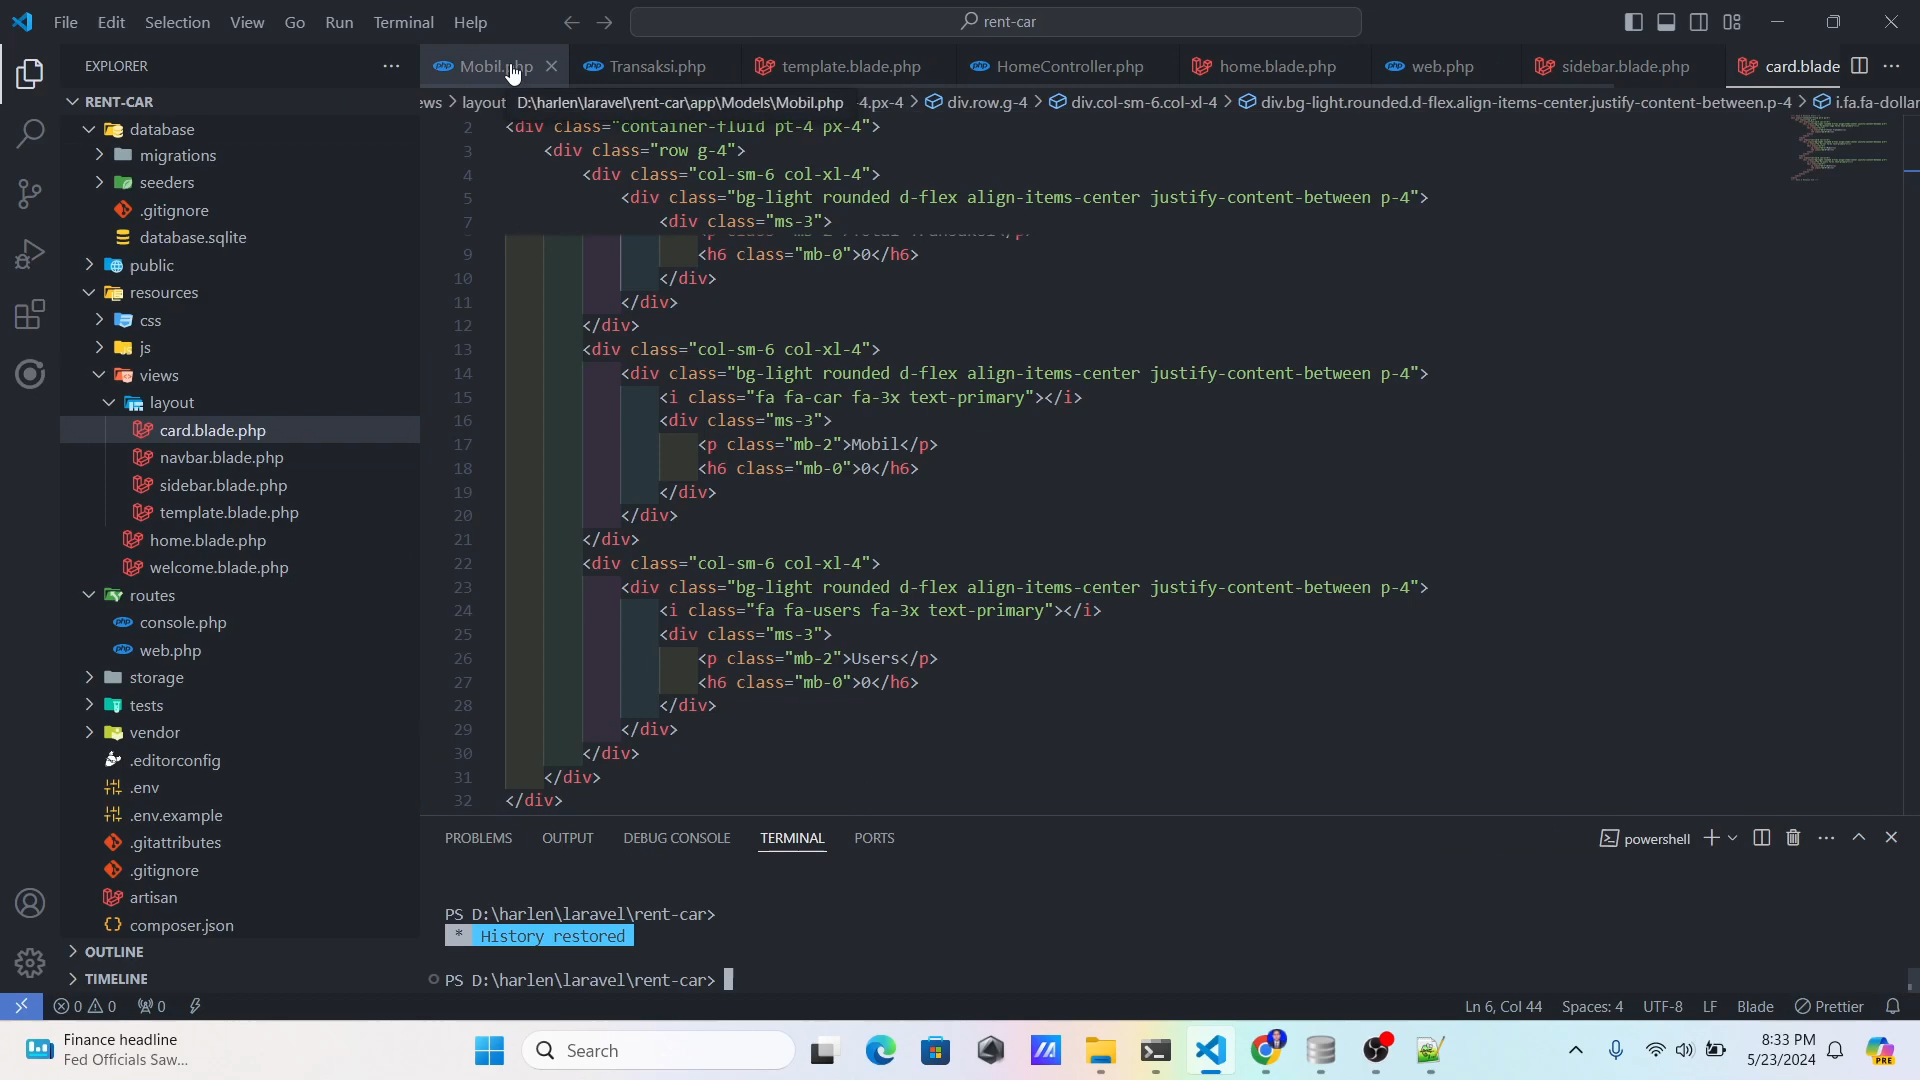 File Edit Selection View Go Run Terminal Help
rent-car
EXPLORER
Mobil.php
Transaksi.php
template.blade.php
HomeController.php
home.blade.php
web.php
sidebar.blade.php
card.blade
RENT-CAR
ews > layout D:\harlen\laravel\rent-car\app\Models\Mobil.php -4.px-4 > div.row.g-4 > div.col-sm-6.col-xl-4 > div.bg-light.rounded.d-flex.align-items-center.justify-content-between.p-4 > i.fa.fa-dollar
database
migrations
seeders
.gitignore
database.sqlite
public
resources
css
js
views
layout
card.blade.php
navbar.blade.php
sidebar.blade.php
template.blade.php
home.blade.php
welcome.blade.php
routes
console.php
web.php
storage
tests
vendor
.editorconfig
.env
.env.example
.gitattributes
.gitignore
artisan
composer.json
OUTLINE
TIMELINE
2 <div class="container-fluid pt-4 px-4">
3 <div class="row g-4">
4 <div class="col-sm-6 col-xl-4">
5 <div class="bg-light rounded d-flex align-items-center justify-content-between p-4">
7 <div class="ms-3">
9 <h6 class="mb-0">0</h6>
10 </div>
11 </div>
12 </div>
13 <div class="col-sm-6 col-xl-4">
14 <div class="bg-light rounded d-flex align-items-center justify-content-between p-4">
15 <i class="fa fa-car fa-3x text-primary"></i>
16 <div class="ms-3">
17 <p class="mb-2">Mobil</p>
18 <h6 class="mb-0">0</h6>
19 </div>
20 </div>
21 </div>
22 <div class="col-sm-6 col-xl-4">
23 <div class="bg-light rounded d-flex align-items-center justify-content-between p-4">
24 <i class="fa fa-users fa-3x text-primary"></i>
25 <div class="ms-3">
26 <p class="mb-2">Users</p>
27 <h6 class="mb-0">0</h6>
28 </div>
29 </div>
30 </div>
31 </div>
32 </div>
PROBLEMS OUTPUT DEBUG CONSOLE TERMINAL PORTS
powershell
PS D:\harlen\laravel\rent-car>
* History restored
PS D:\harlen\laravel\rent-car>
0 0 0
Ln 6, Col 44 Spaces: 4 UTF-8 LF Blade Prettier
Finance headline
Fed Officials Saw...
Search
8:33 PM
5/23/2024
PRE